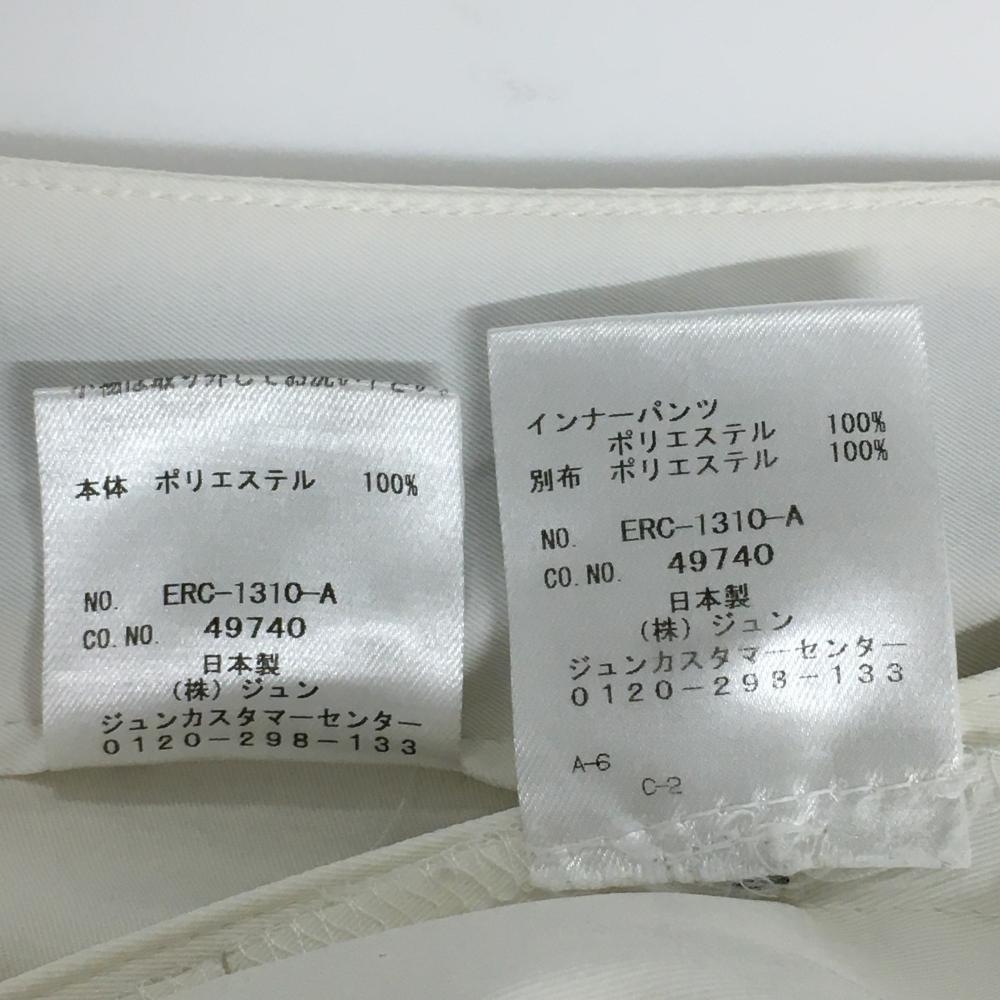 本体 ポリエステル 100%
NO. ERC-1310-A
CO.NO. 49740
日本製
(株) ジュン
ジュンカスタマーセンター
0120-298-133
インナーパンツ
ポリエステル 100%
別布 ポリエステル 100%
NO. ERC-1310-A
CO.NO. 49740
日本製
(株) ジュン
ジュンカスタマーセンター
0120-298-133
A-6
C-2